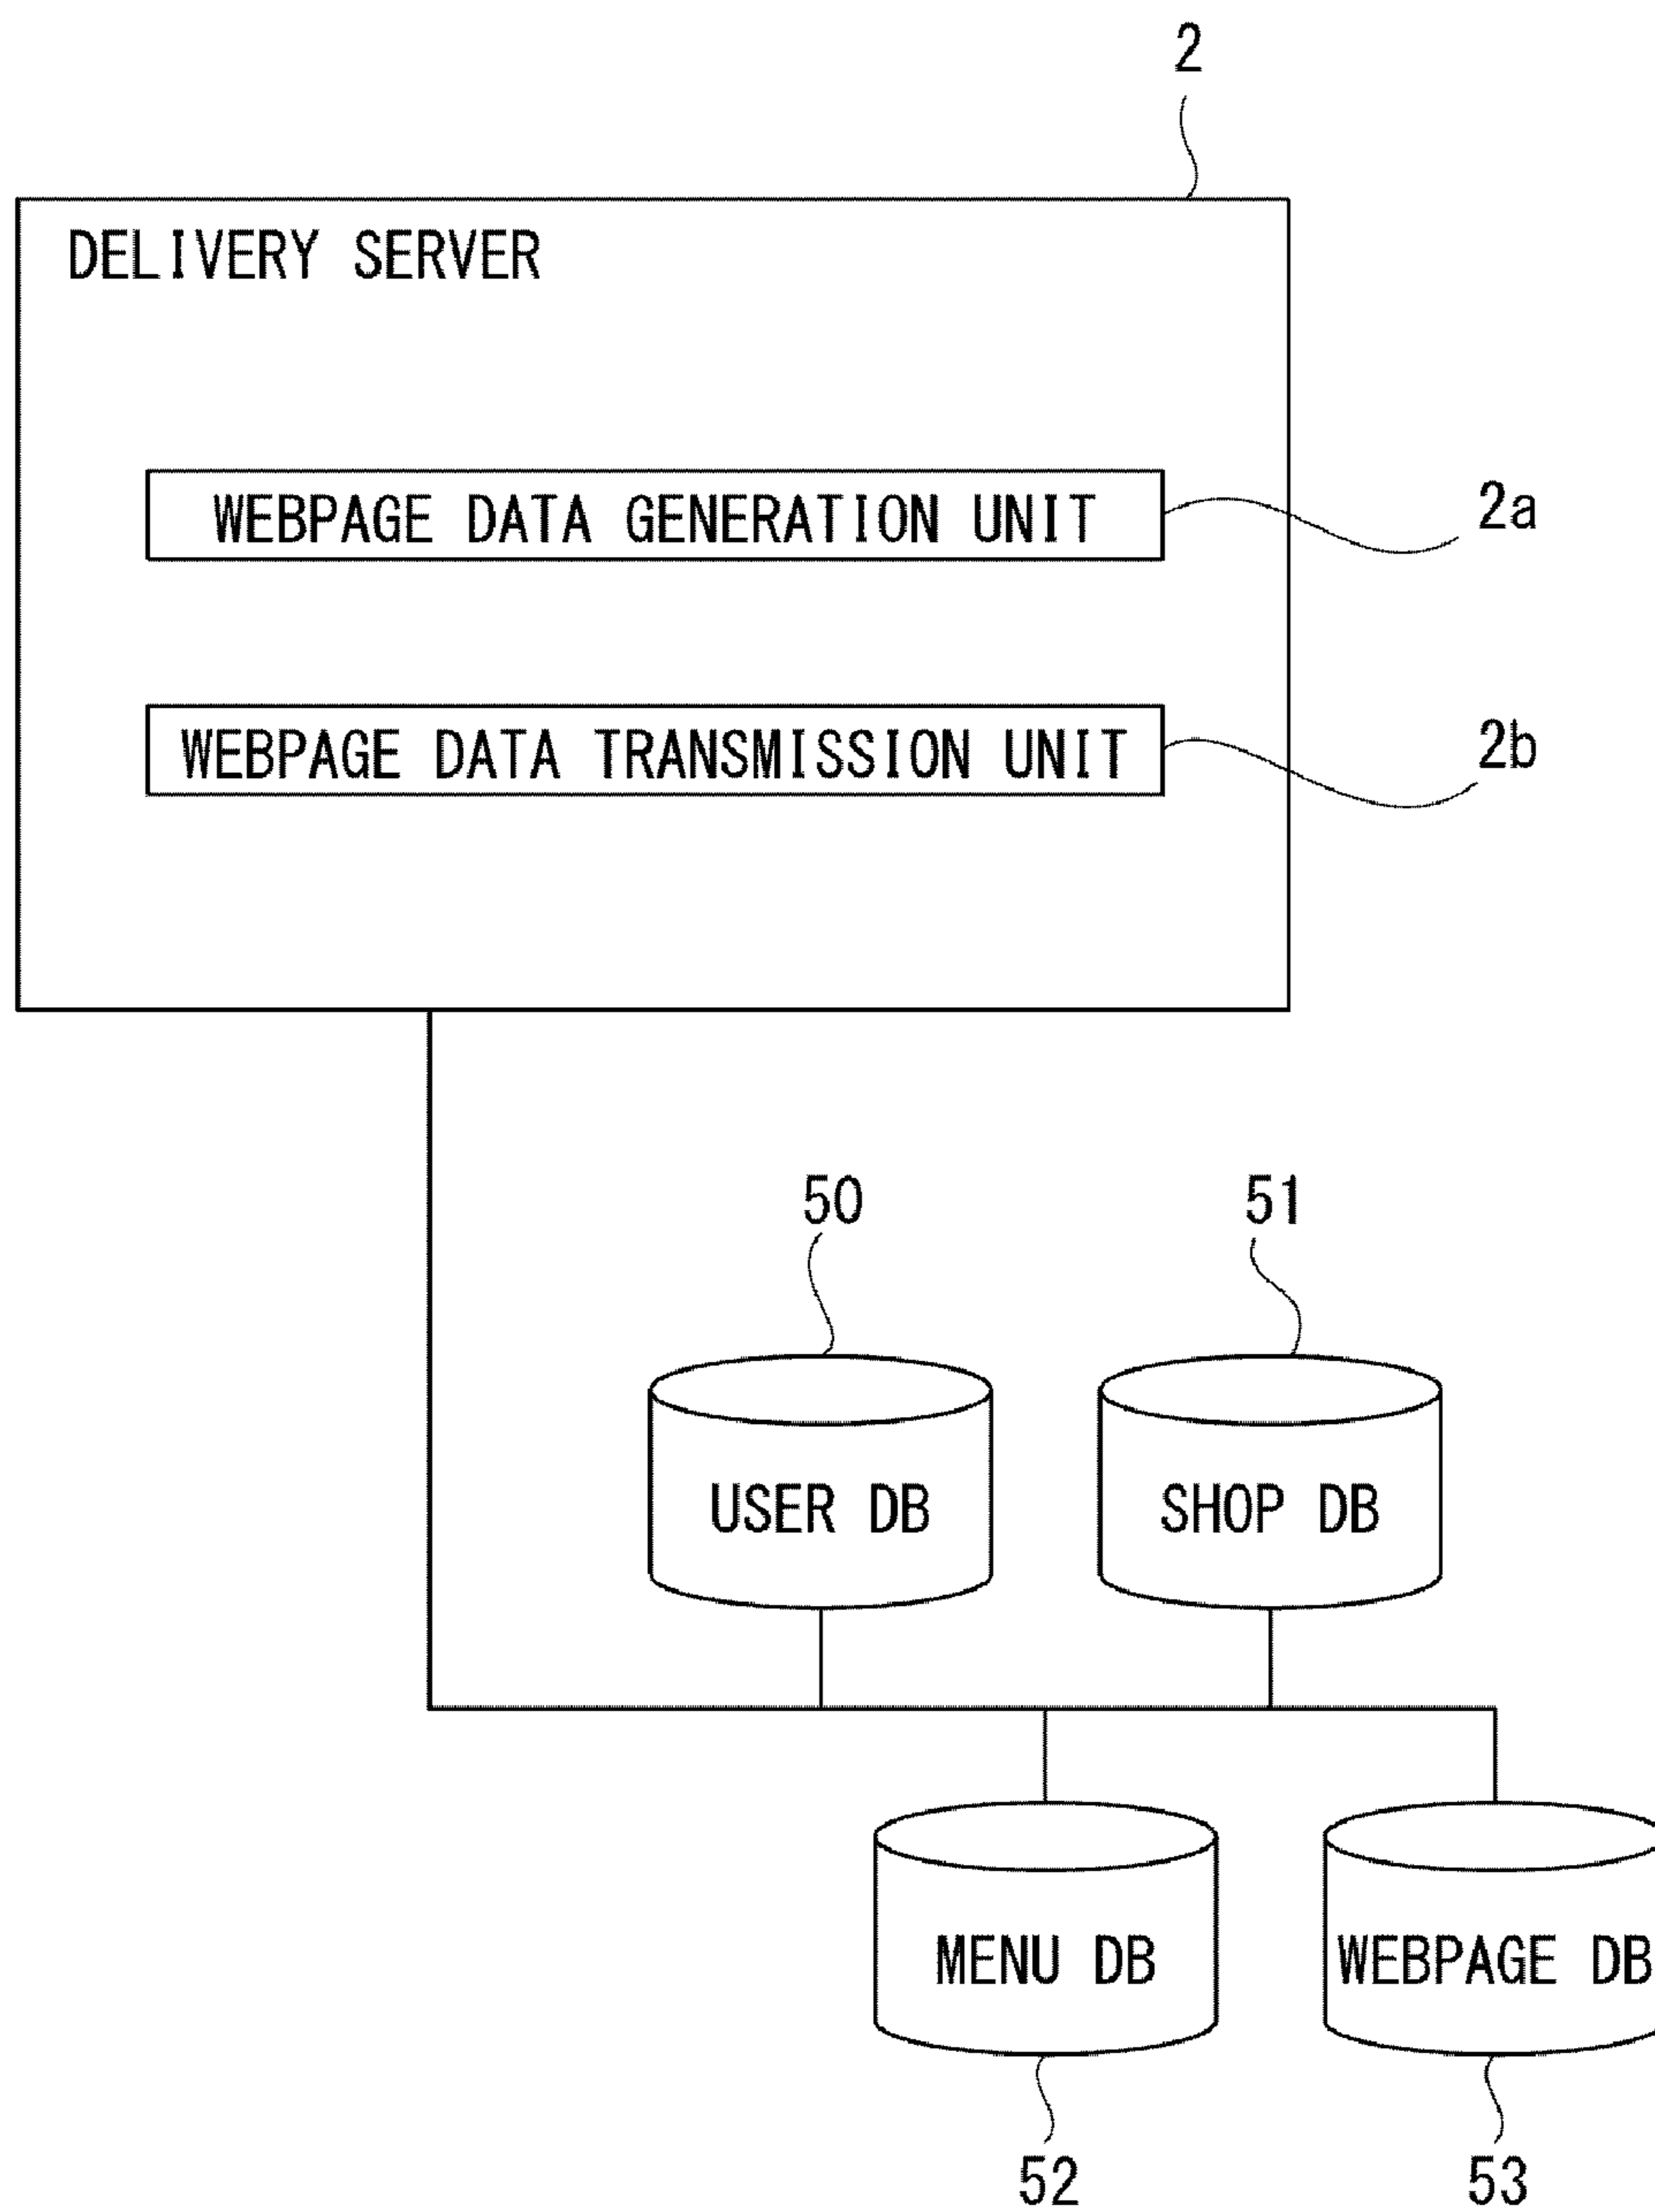 2
DELIVERY SERVER
WEBPAGE DATA GENERATION UNIT
2a
WEBPAGE DATA TRANSMISSION UNIT
2b
50
51
USER DB
SHOP DB
MENU DB
WEBPAGE DB
52
53